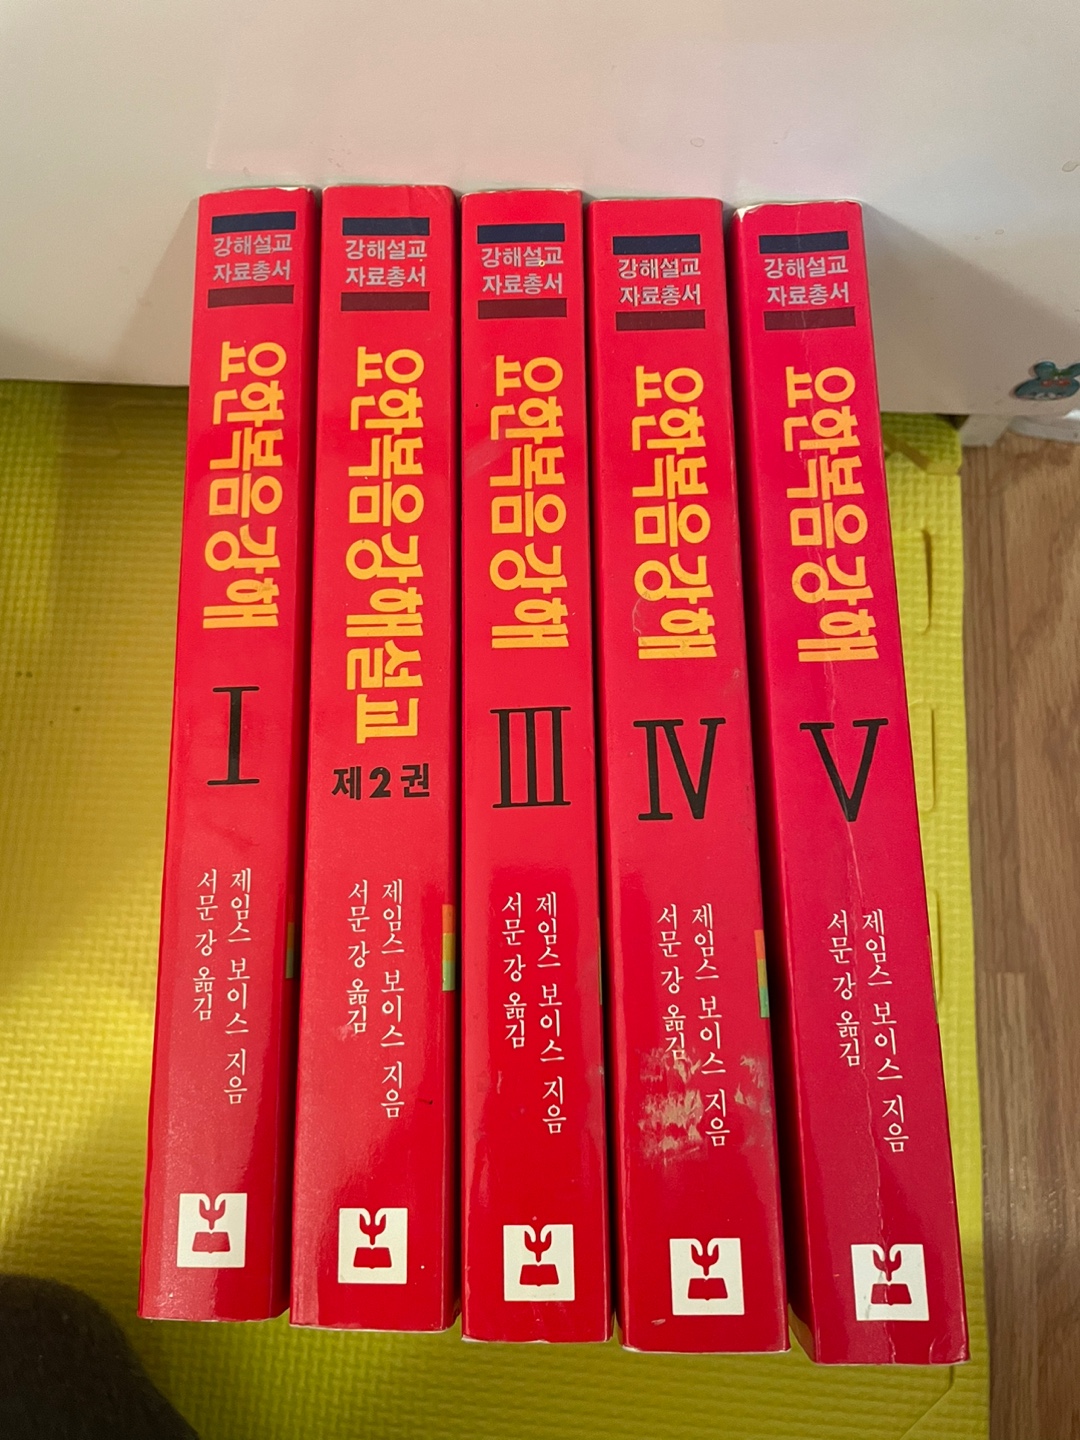 강해설교
자료총서
요한복음강해
I
제임스 보이스 지음
서문 강 옮김
강해설교
자료총서
요한복음강해설교
제2권
제임스 보이스 지음
서문 강 옮김
강해설교
자료총서
요한복음강해
III
제임스 보이스 지음
서문 강 옮김
강해설교
자료총서
요한복음강해
IV
제임스 보이스 지음
서문 강 옮김
강해설교
자료총서
요한복음강해
V
제임스 보이스 지음
서문 강 옮김